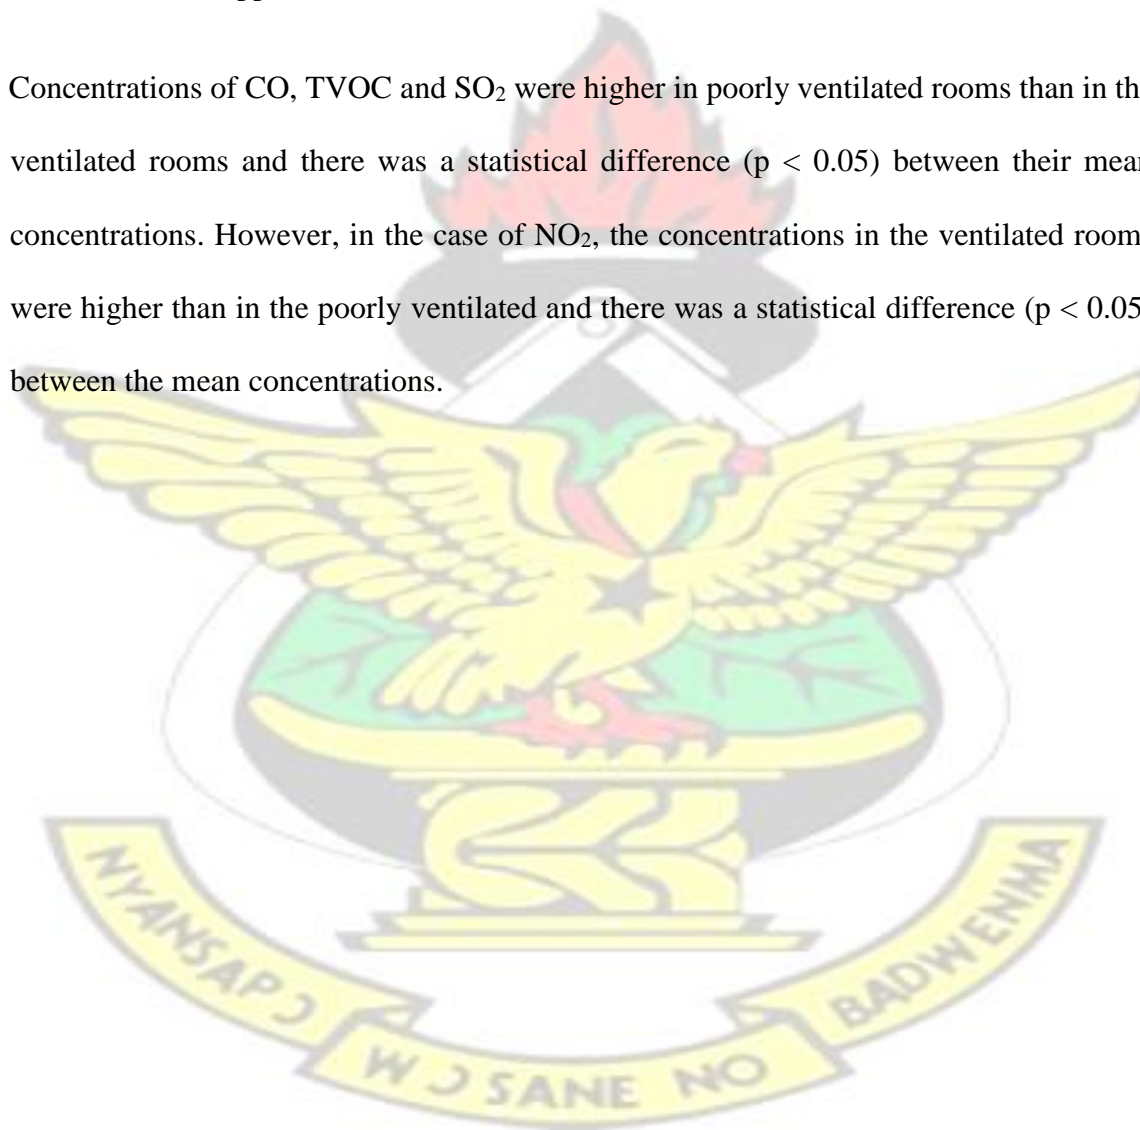 Concentrations of CO, TVOC and SO₂ were higher in poorly ventilated rooms than in th
ventilated rooms and there was a statistical difference (p < 0.05) between their mean
concentrations. However, in the case of NO₂, the concentrations in the ventilated room
were higher than in the poorly ventilated and there was a statistical difference (p < 0.05
between the mean concentrations.
NYANSAPƆ
WƆSANE NO
BADWENMA